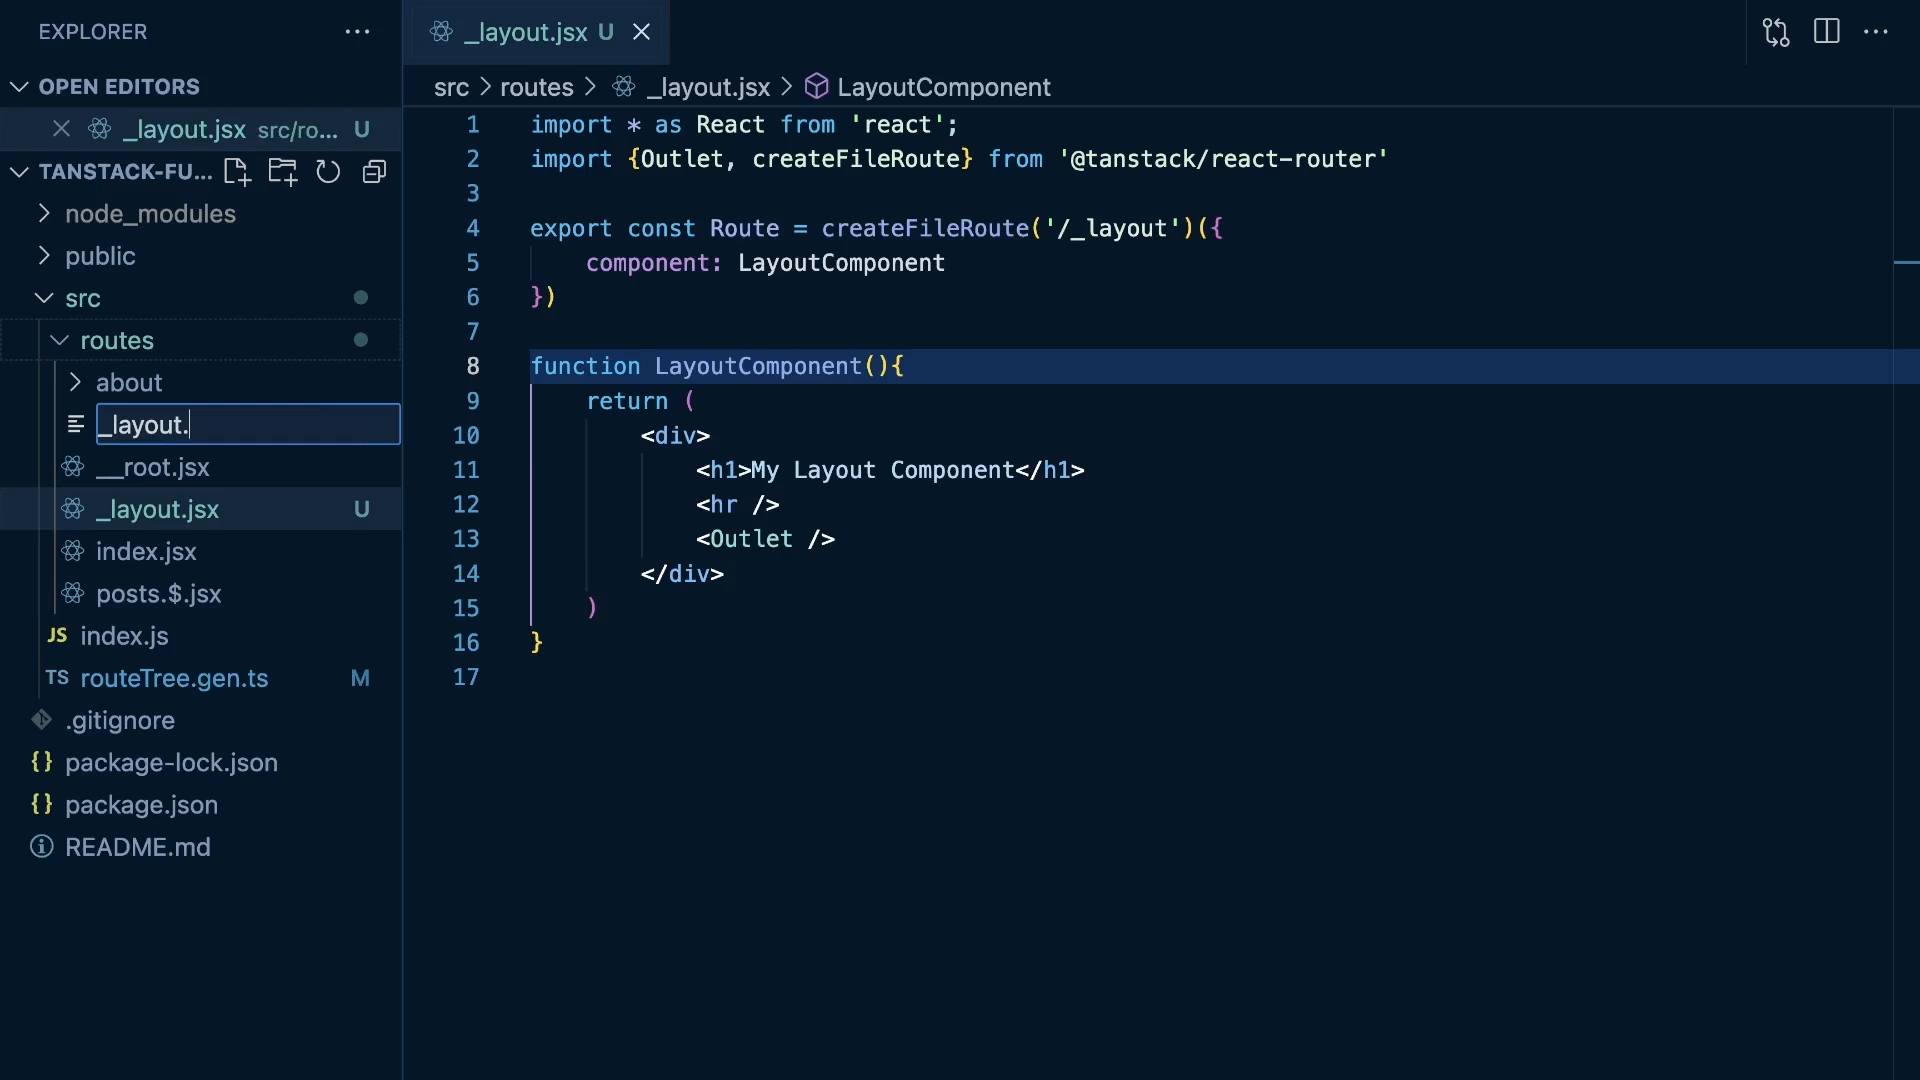 EXPLORER
OPEN EDITORS
_layout.jsx src/ro... U
TANSTACK-FU...
node_modules
public
src
routes
about
_layout.
__root.jsx
_layout.jsx U
index.jsx
posts.$.jsx
JS index.js
TS routeTree.gen.ts M
.gitignore
{} package-lock.json
{} package.json
README.md
_layout.jsx U
src > routes > _layout.jsx > LayoutComponent
1 import * as React from 'react';
2 import {Outlet, createFileRoute} from '@tanstack/react-router'
3
4 export const Route = createFileRoute('/_layout')({
5 component: LayoutComponent
6 })
7
8 function LayoutComponent(){
9 return (
10 <div>
11 <h1>My Layout Component</h1>
12 <hr />
13 <Outlet />
14 </div>
15 )
16 }
17